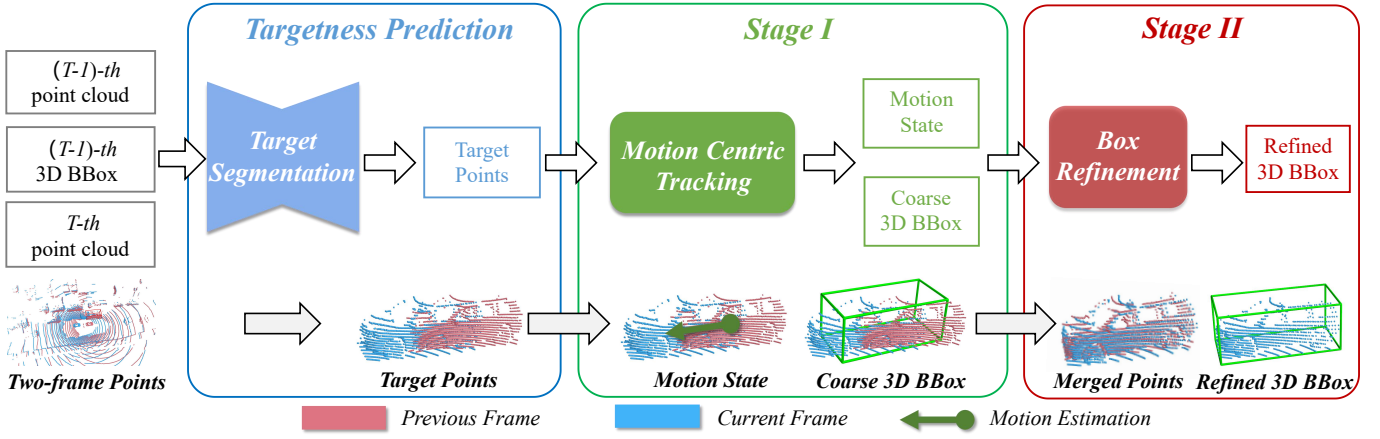 Targetness Prediction
Stage I
Stage II
(T-1)-th
point cloud
(T-1)-th
3D BBox
T-th
point cloud
Target
Segmentation
Target
Points
Motion Centric
Tracking
Motion
State
Coarse
3D BBox
Box
Refinement
Refined
3D BBox
Two-frame Points
Target Points
Motion State
Coarse 3D BBox
Merged Points
Refined 3D BBox
Previous Frame
Current Frame
Motion Estimation